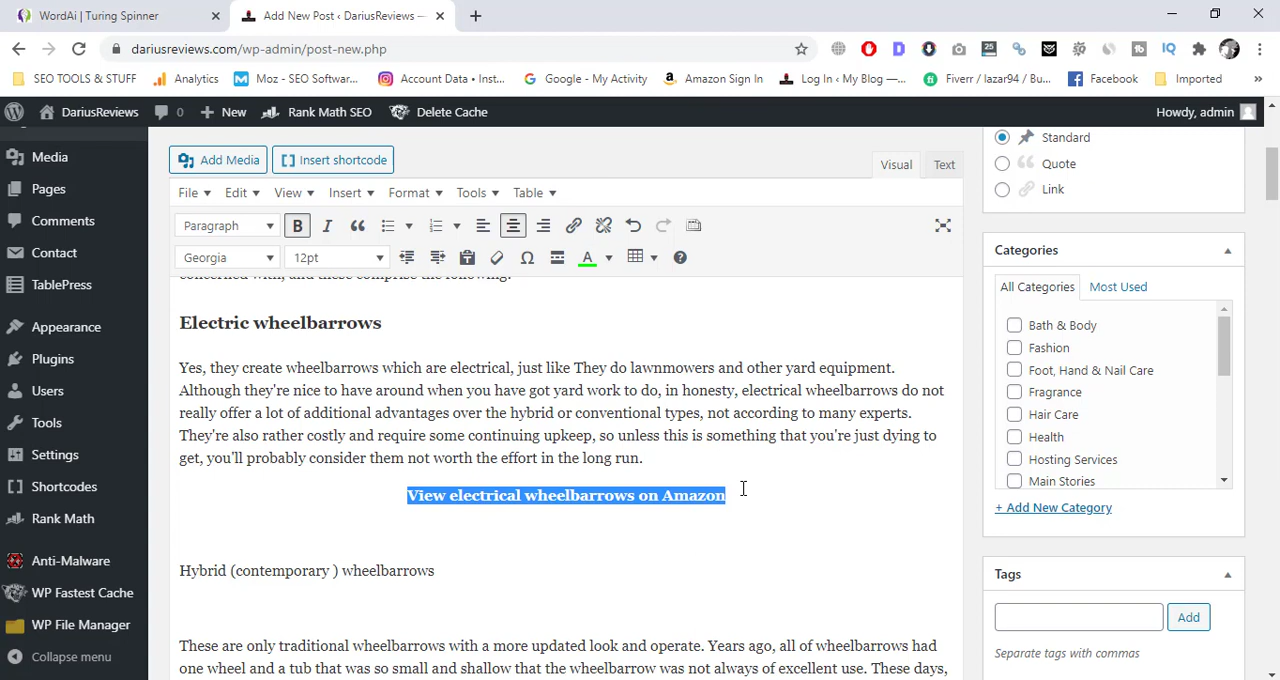 WordAi | Turing Spinner
Add New Post ‹ DariusReviews —
dariusreviews.com/wp-admin/post-new.php
SEO TOOLS & STUFF
Analytics
Moz - SEO Software...
Account Data • Inst...
Google - My Activity
Amazon Sign In
Log In ‹ My Blog —...
Fiverr / lazar94 / Bu...
Facebook
Imported
DariusReviews
0
New
Rank Math SEO
Delete Cache
Howdy, admin
Media
Pages
Comments
Contact
TablePress
Appearance
Plugins
Users
Tools
Settings
Shortcodes
Rank Math
Anti-Malware
WP Fastest Cache
WP File Manager
Collapse menu
Add Media
Insert shortcode
Visual
Text
File
Edit
View
Insert
Format
Tools
Table
Paragraph
Georgia
12pt
concerned with, and these comprise the following:
Electric wheelbarrows
Yes, they create wheelbarrows which are electrical, just like They do lawnmowers and other yard equipment.
Although they're nice to have around when you have got yard work to do, in honesty, electrical wheelbarrows do not
really offer a lot of additional advantages over the hybrid or conventional types, not according to many experts.
They're also rather costly and require some continuing upkeep, so unless this is something that you're just dying to
get, you'll probably consider them not worth the effort in the long run.
View electrical wheelbarrows on Amazon
Hybrid (contemporary ) wheelbarrows
These are only traditional wheelbarrows with a more updated look and operate. Years ago, all of wheelbarrows had
one wheel and a tub that was so small and shallow that the wheelbarrow was not always of excellent use. These days,
Standard
Quote
Link
Categories
All Categories
Most Used
Bath & Body
Fashion
Foot, Hand & Nail Care
Fragrance
Hair Care
Health
Hosting Services
Main Stories
+ Add New Category
Tags
Add
Separate tags with commas